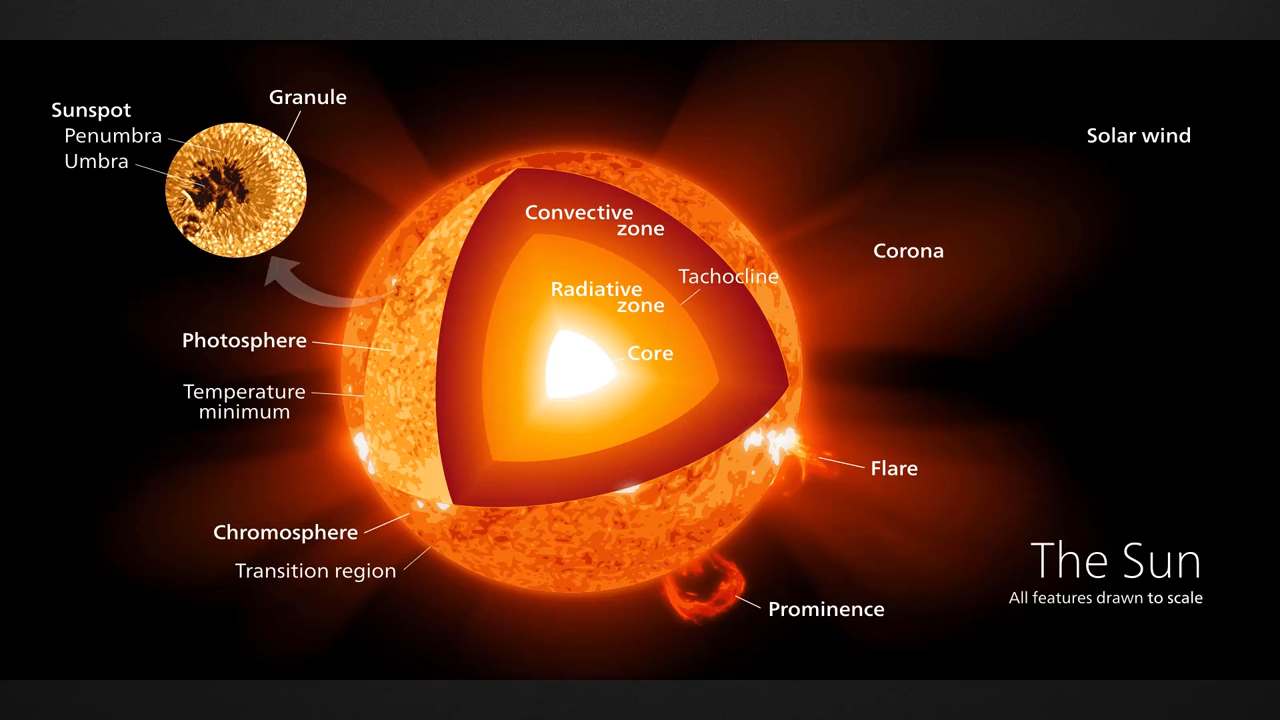 Sunspot
Penumbra
Umbra
Granule
Solar wind
Convective
zone
Corona
Tachocline
Radiative
zone
Photosphere
Core
Temperature
minimum
Flare
Chromosphere
Transition region
The Sun
All features drawn to scale
Prominence